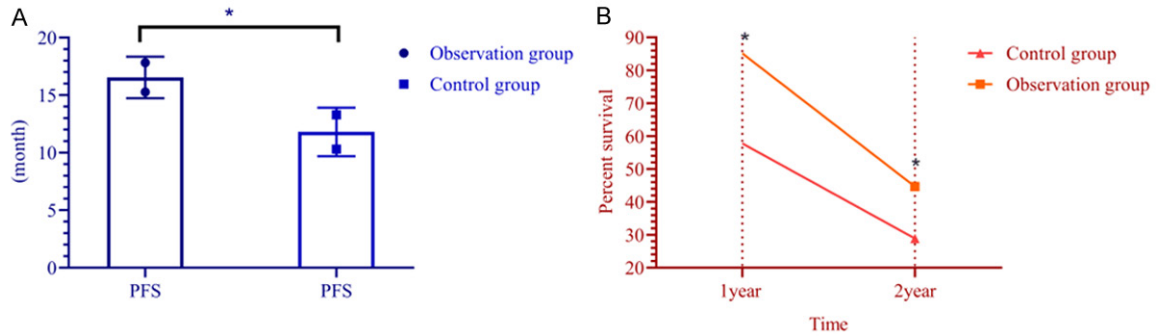 A
*
20
15
10
5
0
(month)
PFS
PFS
Observation group
Control group
B
90
80
70
60
50
40
30
20
Percent survival
*
*
1year
2year
Time
Control group
Observation group